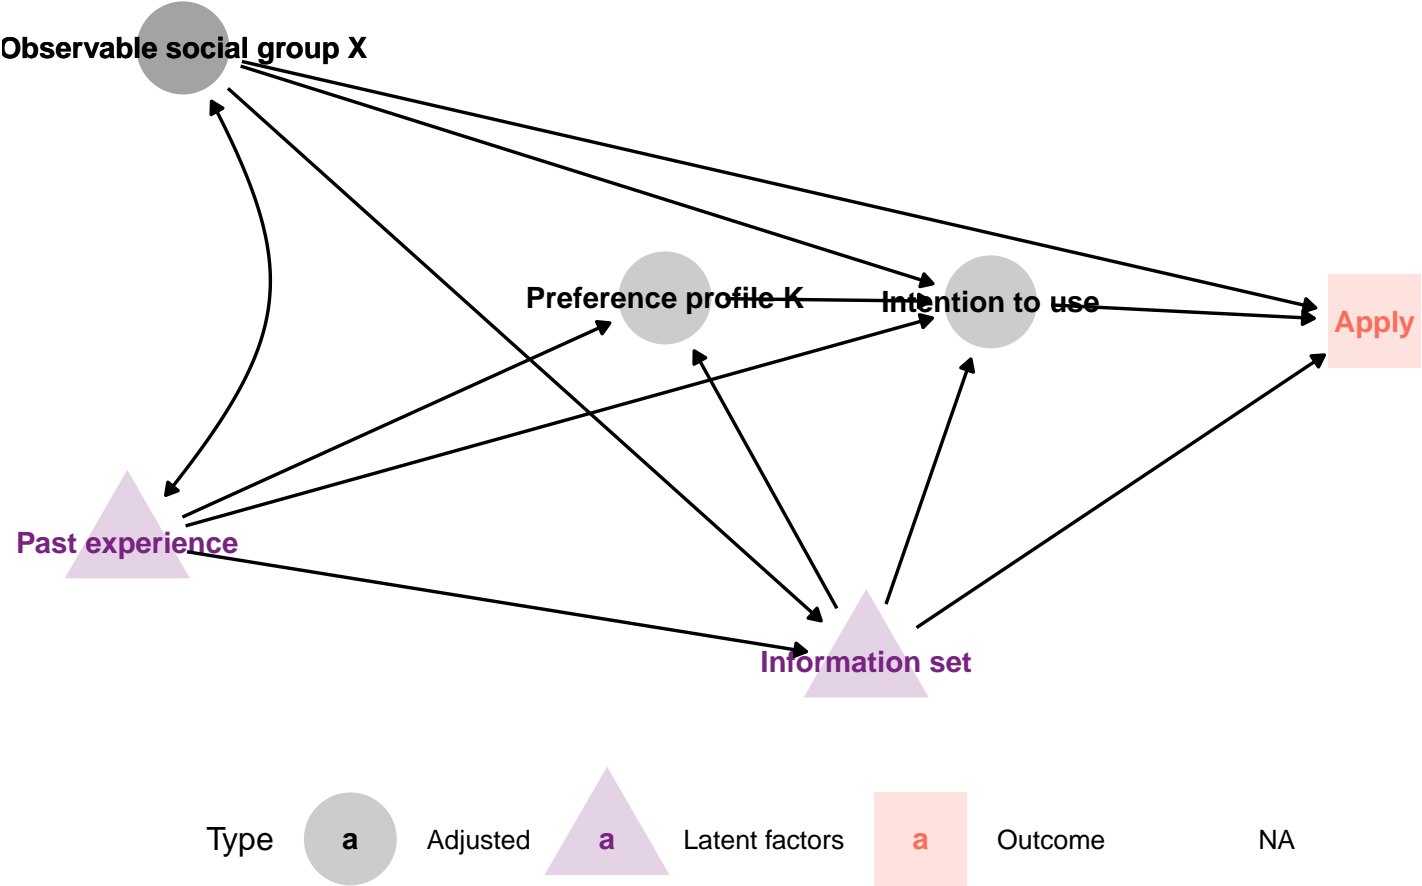 Observable social group X
Preference profile K
Intention to use
Apply
Past experience
Information set
Type
a
Adjusted
a
Latent factors
a
Outcome
NA